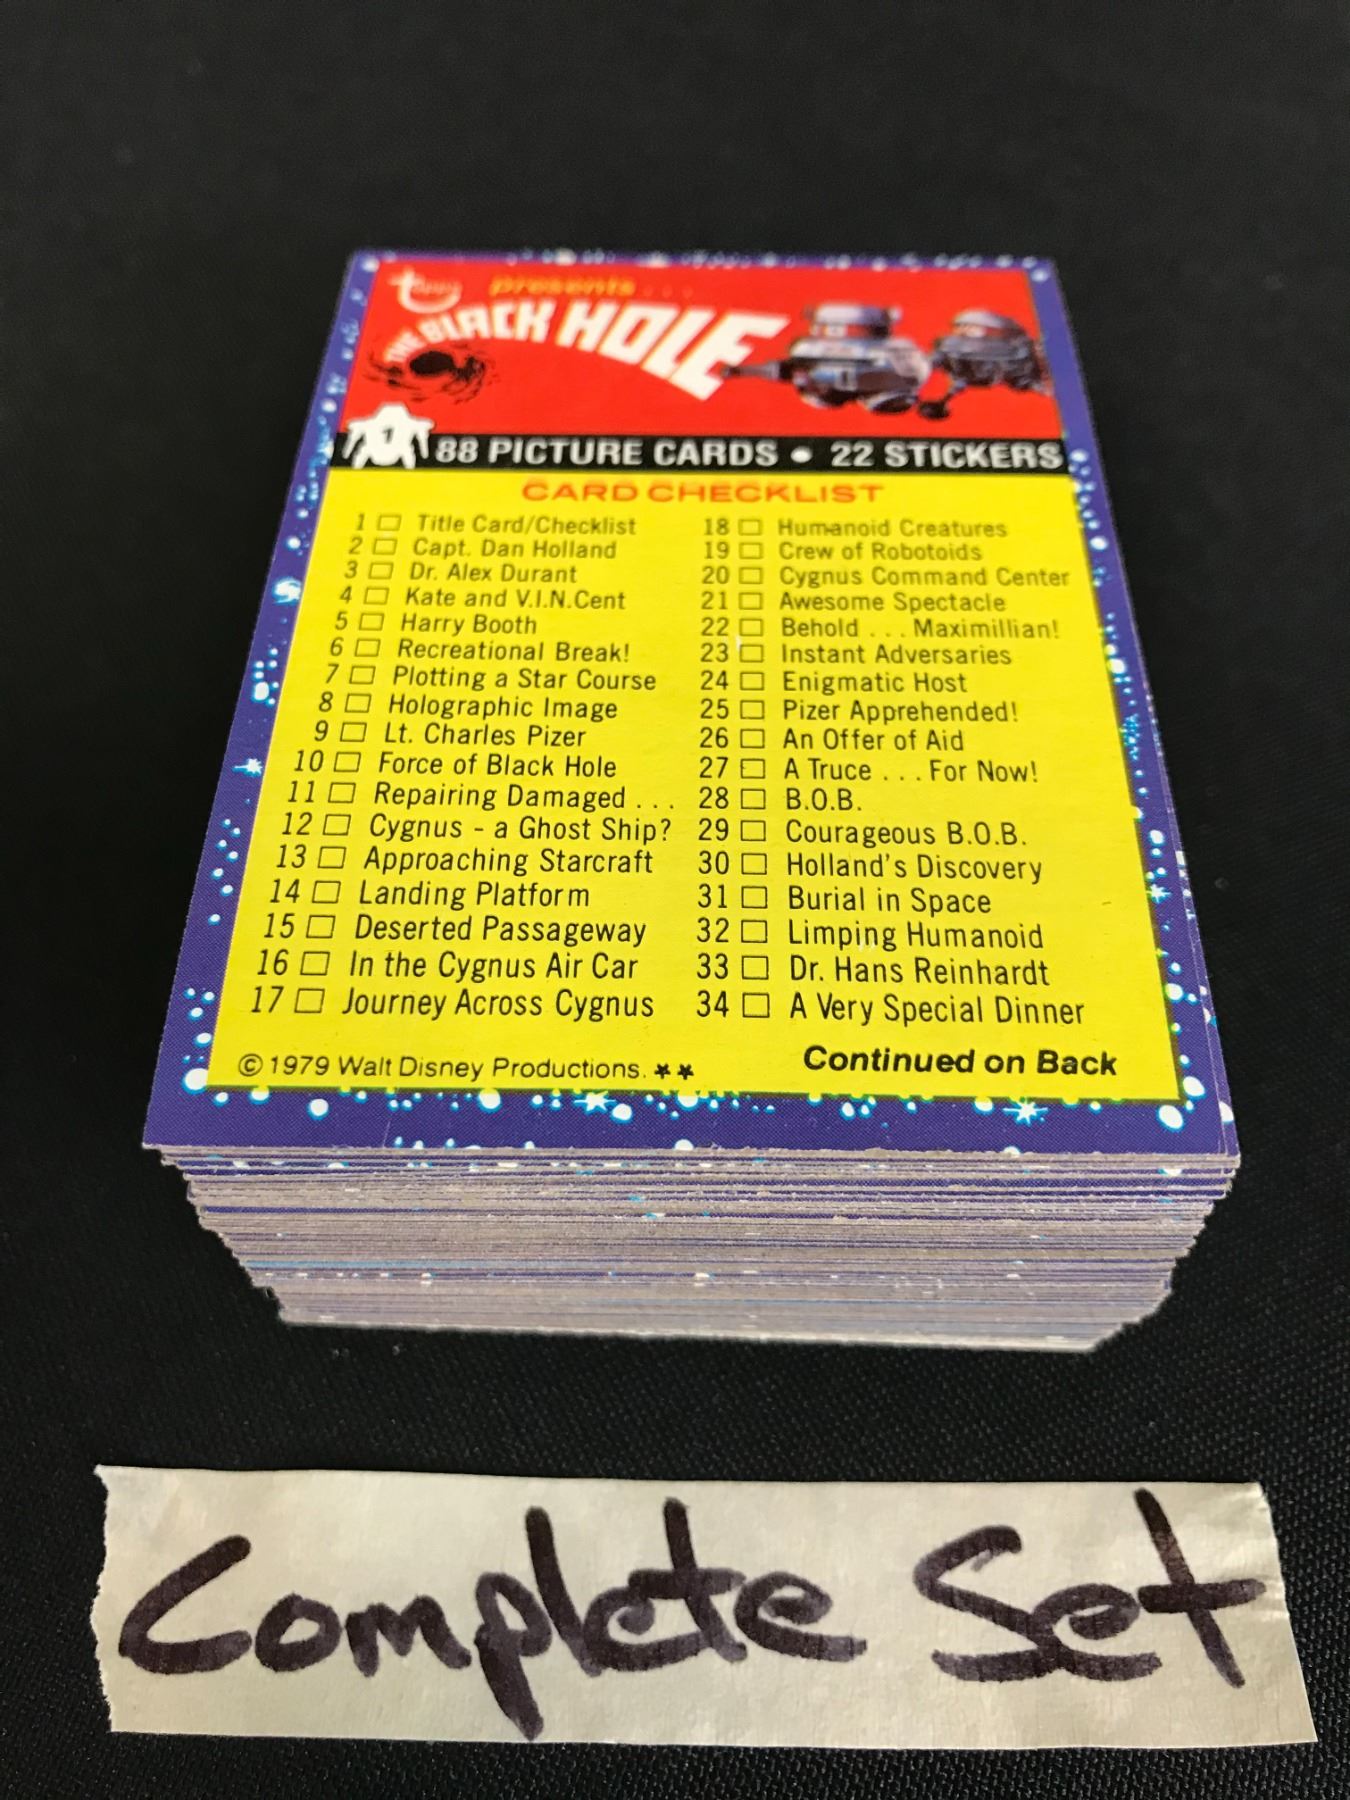 Topps presents...
THE BLACK HOLE
1
88 PICTURE CARDS • 22 STICKERS
CARD CHECKLIST
1 □ Title Card/Checklist
2 □ Capt. Dan Holland
3 □ Dr. Alex Durant
4 □ Kate and V.I.N.Cent
5 □ Harry Booth
6 □ Recreational Break!
7 □ Plotting a Star Course
8 □ Holographic Image
9 □ Lt. Charles Pizer
10 □ Force of Black Hole
11 □ Repairing Damaged ...
12 □ Cygnus - a Ghost Ship?
13 □ Approaching Starcraft
14 □ Landing Platform
15 □ Deserted Passageway
16 □ In the Cygnus Air Car
17 □ Journey Across Cygnus
18 □ Humanoid Creatures
19 □ Crew of Robotoids
20 □ Cygnus Command Center
21 □ Awesome Spectacle
22 □ Behold ... Maximillian!
23 □ Instant Adversaries
24 □ Enigmatic Host
25 □ Pizer Apprehended!
26 □ An Offer of Aid
27 □ A Truce ... For Now!
28 □ B.O.B.
29 □ Courageous B.O.B.
30 □ Holland's Discovery
31 □ Burial in Space
32 □ Limping Humanoid
33 □ Dr. Hans Reinhardt
34 □ A Very Special Dinner
© 1979 Walt Disney Productions. ★★
Continued on Back
Complete Set